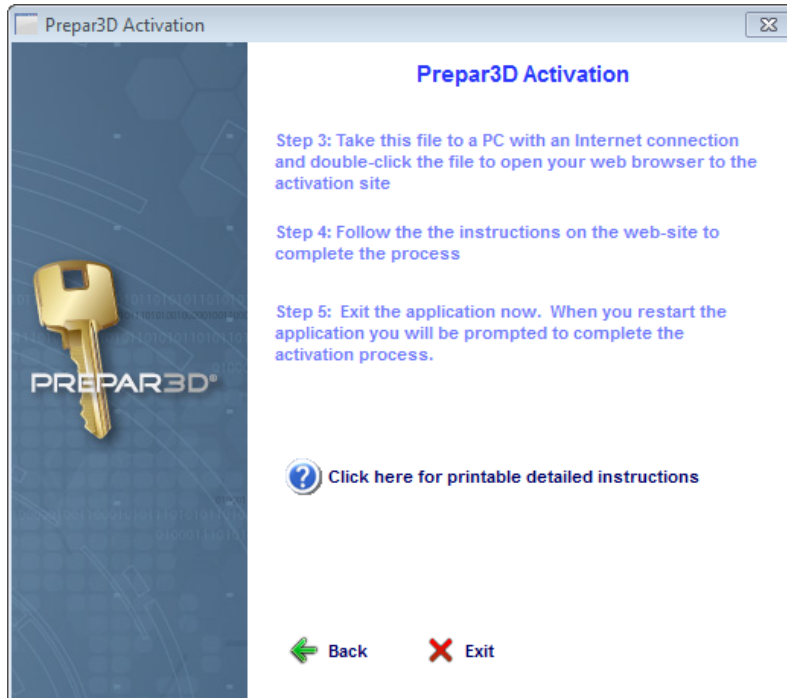 Prepar3D Activation
Prepar3D Activation
Step 3: Take this file to a PC with an Internet connection
and double-click the file to open your web browser to the
activation site
Step 4: Follow the the instructions on the web-site to
complete the process
Step 5:  Exit the application now.  When you restart the
application you will be prompted to complete the
activation process.
PREPAR3D®
Click here for printable detailed instructions
Back
Exit